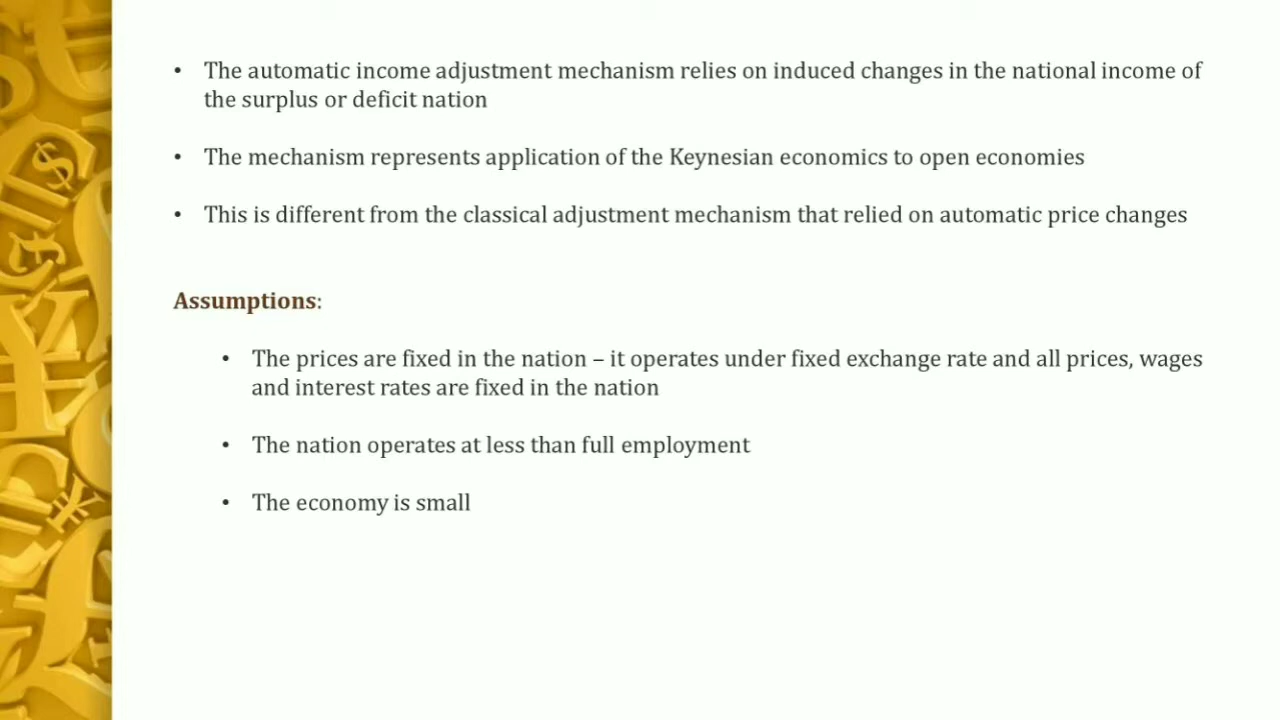 • The automatic income adjustment mechanism relies on induced changes in the national income of
the surplus or deficit nation
• The mechanism represents application of the Keynesian economics to open economies
• This is different from the classical adjustment mechanism that relied on automatic price changes
Assumptions:
• The prices are fixed in the nation – it operates under fixed exchange rate and all prices, wages
and interest rates are fixed in the nation
• The nation operates at less than full employment
• The economy is small